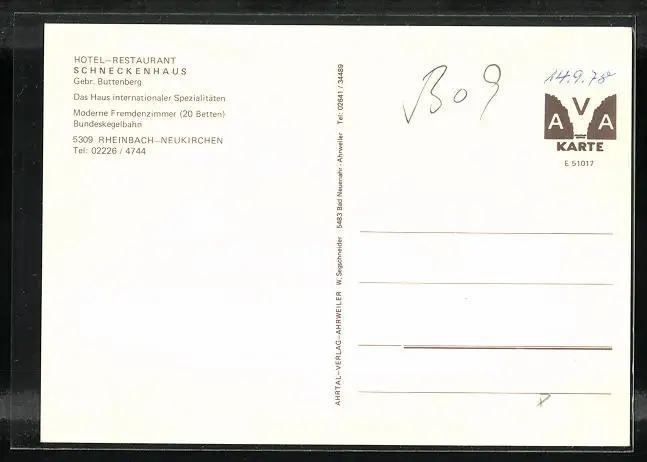 HOTEL—RESTAURANT
SCHNECKENHAUS
Gebr. Buttenberg
Das Haus internationaler Spezialitäten
Moderne Fremdenzimmer (20 Betten)
Bundeskegelbahn
5309 RHEINBACH—NEUKIRCHEN
Tel: 02226 / 4744
AHRTAL—VERLAG—AHRWEILER W. Segschneider 5483 Bad Neuenahr - Ahrweiler Tel: 02641 / 34489
14.9.78
AVA
KARTE
E 51017